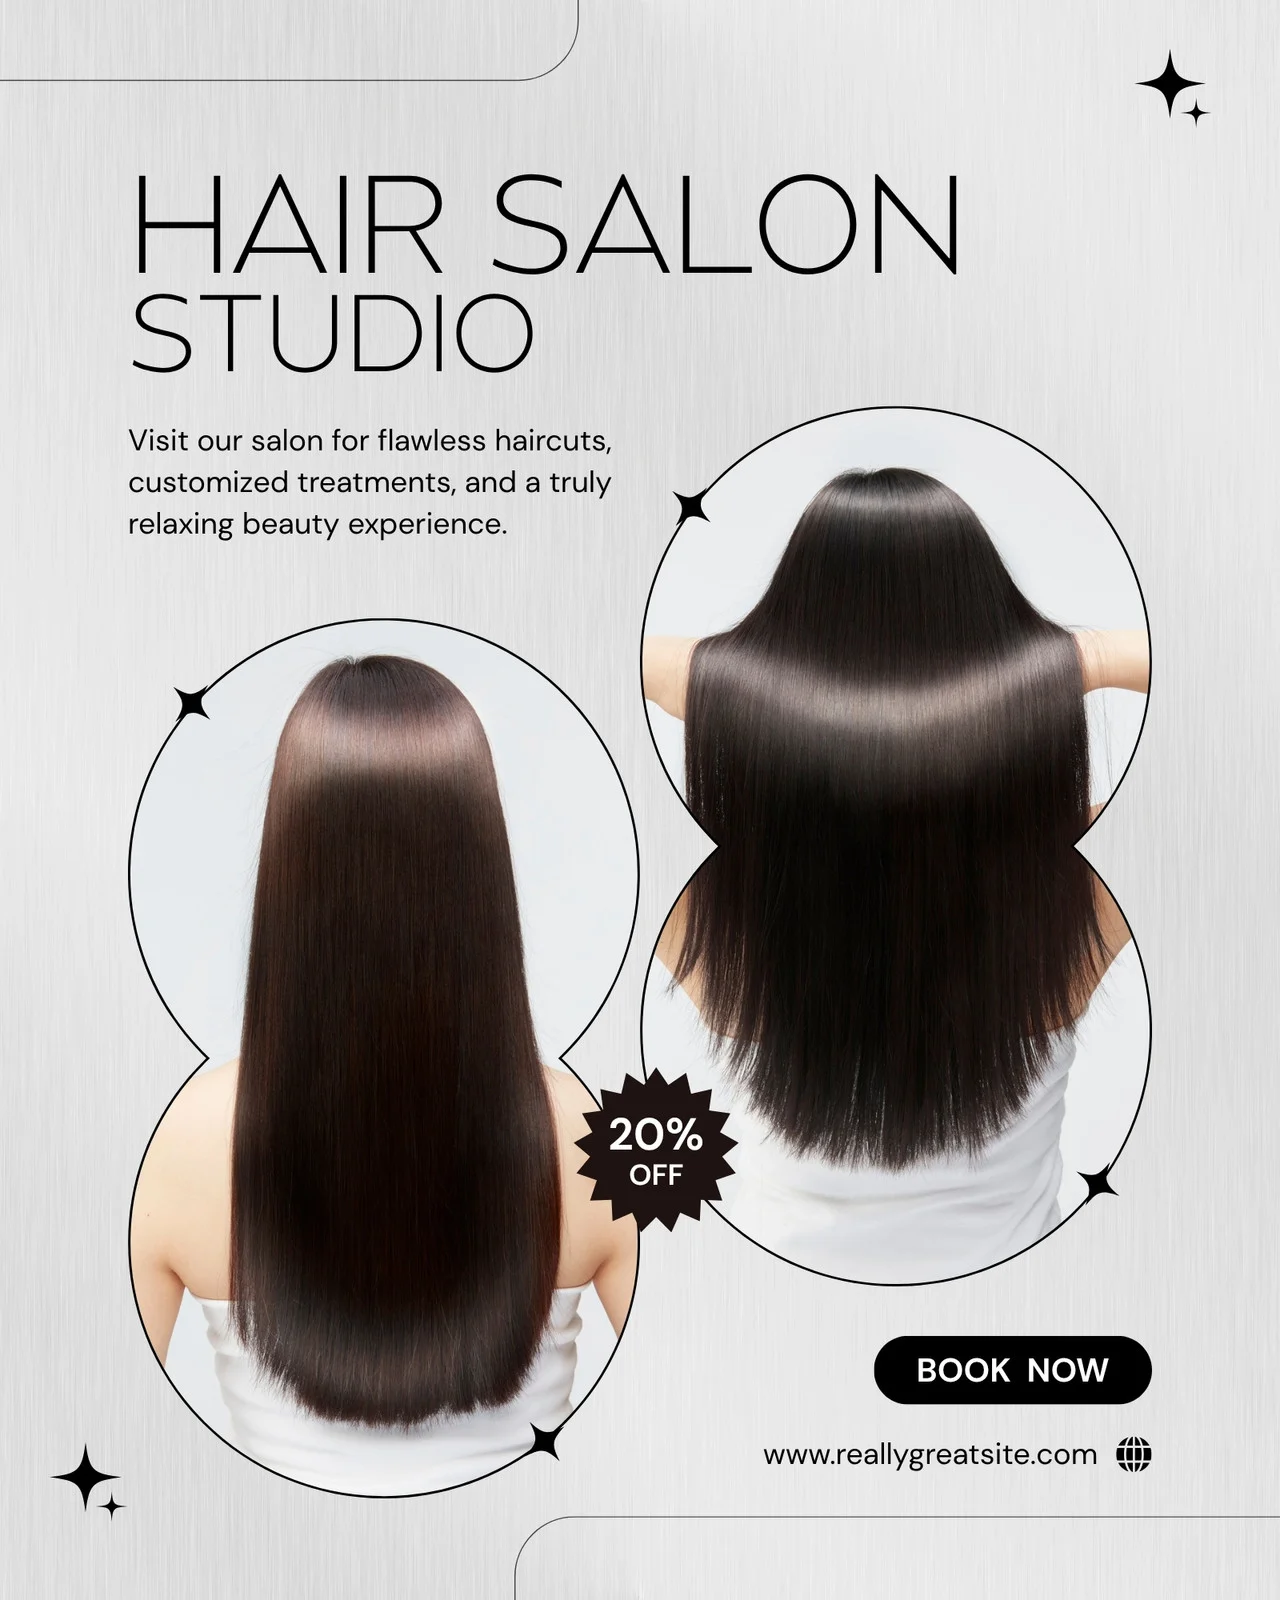 HAIR SALON
STUDIO
Visit our salon for flawless haircuts,
customized treatments, and a truly
relaxing beauty experience.
20%
OFF
BOOK NOW
www.reallygreatsite.com